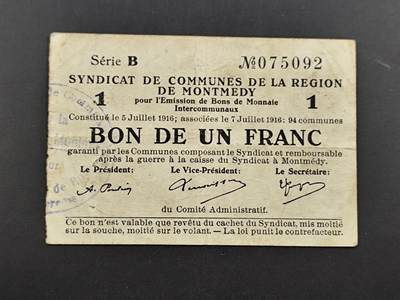 Série B № 075092
SYNDICAT DE COMMUNES DE LA REGION
DE MONTMEDY
1 pour l'Emission de Bons de Monnaie 1
Intercommunaux
Constitué le 5 Juillet 1916; associées le 7 Juillet 1916: 94 communes
BON DE UN FRANC
garanti par les Communes composant le Syndicat et remboursable
après la guerre à la caisse du Syndicat à Montmédy.
Le Président: Le Vice-Président: Le Secrétaire:
du Comité Administratif.
Ce bon n'est valable que revêtu du cachet du Syndicat, mis moitié
sur la souche, moitié sur le volant. — La loi punit le contrefacteur.